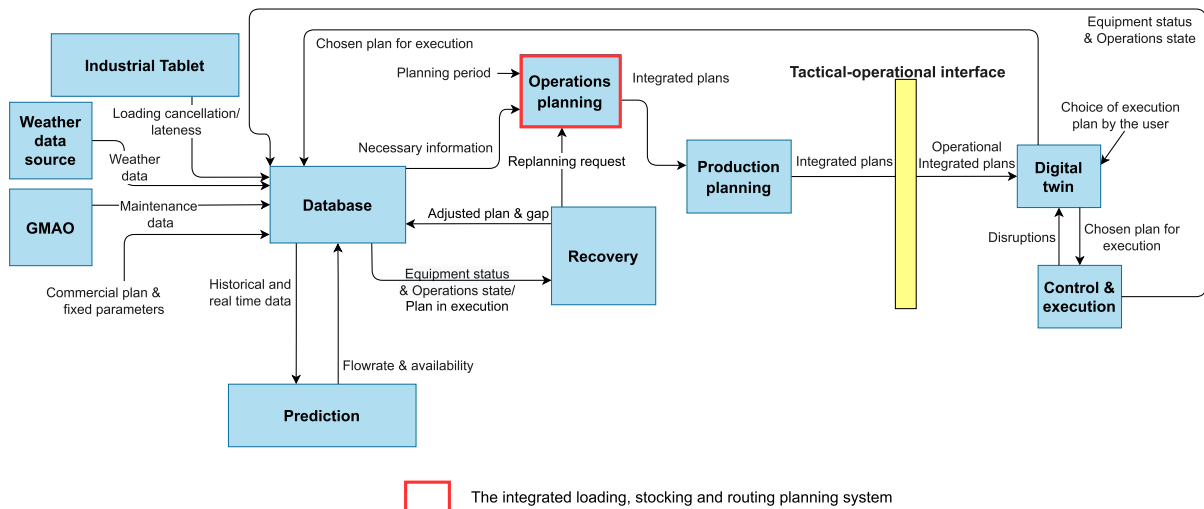 Equipment status
& Operations state
Chosen plan for execution
Industrial Tablet
Planning period
Operations
planning
Integrated plans
Tactical-operational interface
Loading cancellation/
lateness
Weather
data
source
Weather
data
Necessary information
Replanning request
Choice of execution
plan by the user
Production
planning
Integrated plans
Operational
Integrated plans
Digital
twin
GMAO
Maintenance
data
Database
Adjusted plan & gap
Recovery
Disruptions
Chosen plan for
execution
Commercial plan &
fixed parameters
Historical and
real time data
Equipment status
& Operations state/
Plan in execution
Control &
execution
Flowrate & availability
Prediction
The integrated loading, stocking and routing planning system